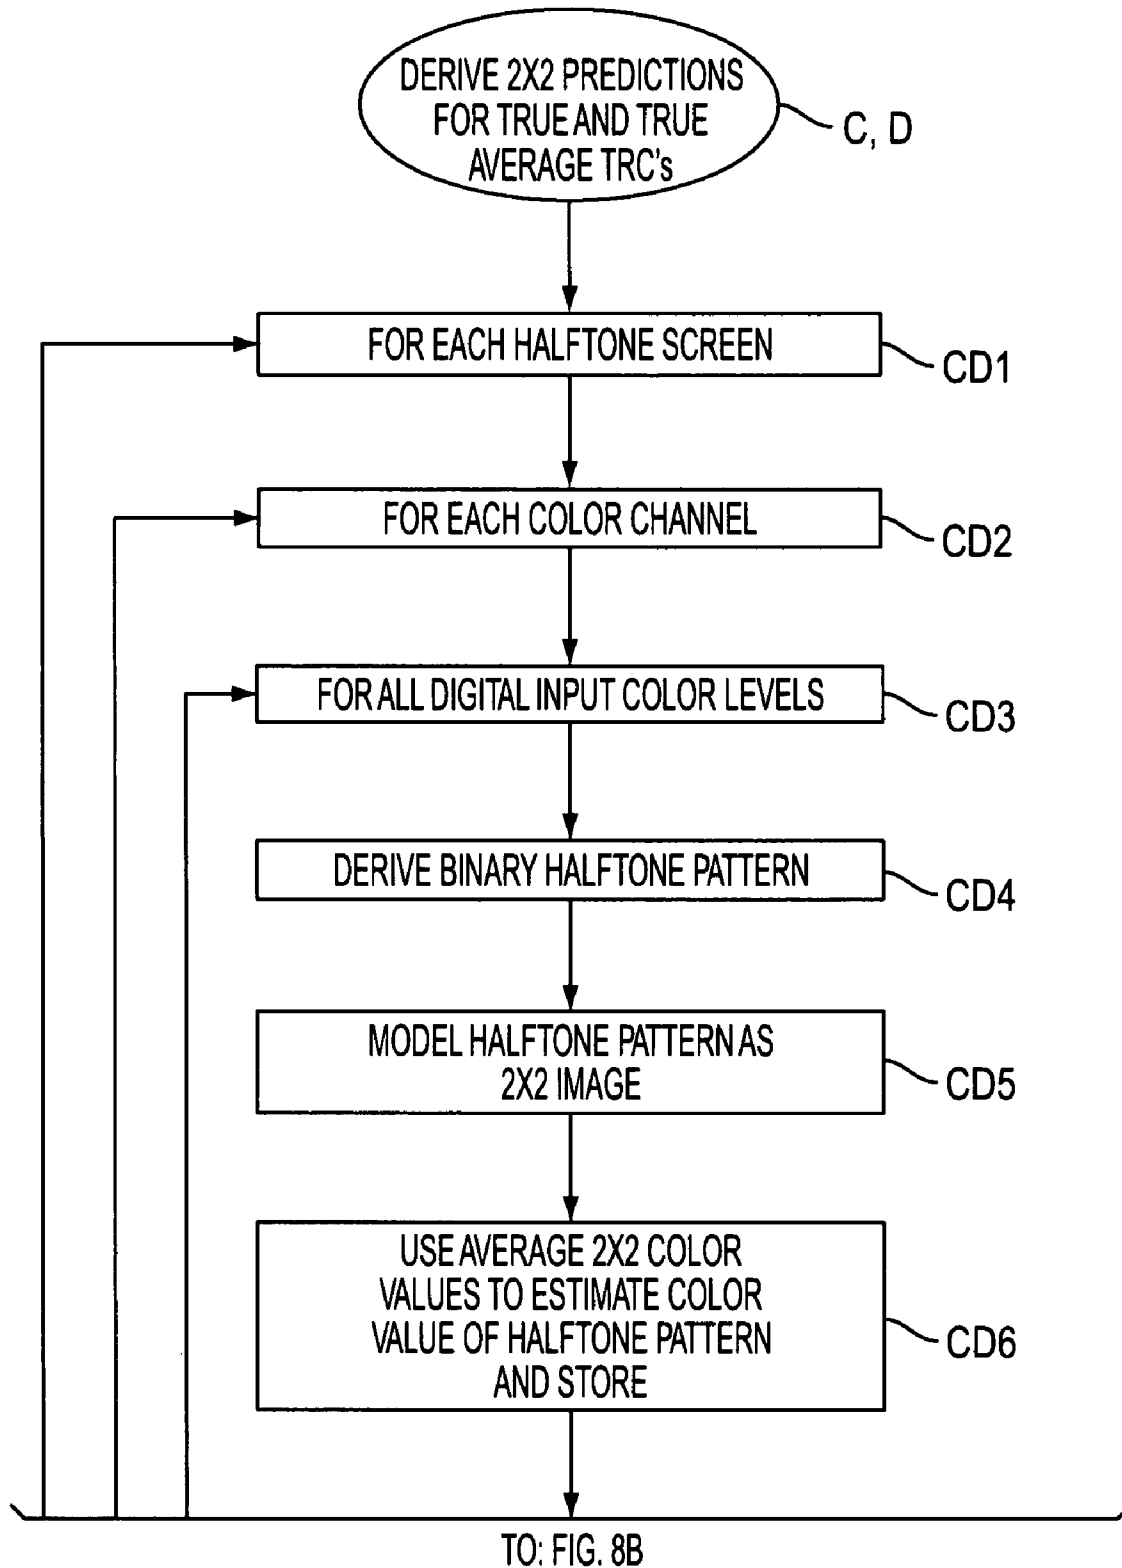 DERIVE 2X2 PREDICTIONS
FOR TRUE AND TRUE
AVERAGE TRC's
C, D
FOR EACH HALFTONE SCREEN
CD1
FOR EACH COLOR CHANNEL
CD2
FOR ALL DIGITAL INPUT COLOR LEVELS
CD3
DERIVE BINARY HALFTONE PATTERN
CD4
MODEL HALFTONE PATTERN AS
2X2 IMAGE
CD5
USE AVERAGE 2X2 COLOR
VALUES TO ESTIMATE COLOR
VALUE OF HALFTONE PATTERN
AND STORE
CD6
TO: FIG. 8B